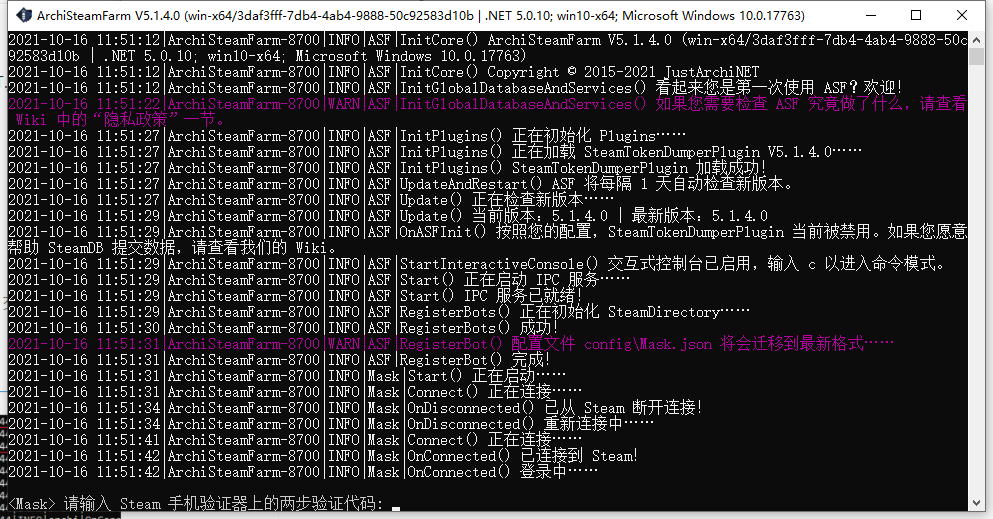 ArchiSteamFarm V5.1.4.0 (win-x64/3daf3fff-7db4-4ab4-9888-50c92583d10b | .NET 5.0.10; win10-x64; Microsoft Windows 10.0.17763)
2021-10-16 11:51:12|ArchiSteamFarm-8700|INFO|ASF|InitCore() ArchiSteamFarm V5.1.4.0 (win-x64/3daf3fff-7db4-4ab4-9888-50c
92583d10b | .NET 5.0.10; win10-x64; Microsoft Windows 10.0.17763)
2021-10-16 11:51:12|ArchiSteamFarm-8700|INFO|ASF|InitCore() Copyright © 2015-2021 JustArchiNET
2021-10-16 11:51:12|ArchiSteamFarm-8700|INFO|ASF|InitGlobalDatabaseAndServices() 看起来您是第一次使用 ASF？欢迎!
2021-10-16 11:51:22|ArchiSteamFarm-8700|WARN|ASF|InitGlobalDatabaseAndServices() 如果您需要检查 ASF 究竟做了什么，请查看
Wiki 中的“隐私政策”一节。
2021-10-16 11:51:27|ArchiSteamFarm-8700|INFO|ASF|InitPlugins() 正在初始化 Plugins……
2021-10-16 11:51:27|ArchiSteamFarm-8700|INFO|ASF|InitPlugins() 正在加载 SteamTokenDumperPlugin V5.1.4.0……
2021-10-16 11:51:27|ArchiSteamFarm-8700|INFO|ASF|InitPlugins() SteamTokenDumperPlugin 加载成功!
2021-10-16 11:51:27|ArchiSteamFarm-8700|INFO|ASF|UpdateAndRestart() ASF 将每隔 1 天自动检查新版本。
2021-10-16 11:51:27|ArchiSteamFarm-8700|INFO|ASF|Update() 正在检查新版本……
2021-10-16 11:51:29|ArchiSteamFarm-8700|INFO|ASF|Update() 当前版本: 5.1.4.0 | 最新版本: 5.1.4.0
2021-10-16 11:51:29|ArchiSteamFarm-8700|INFO|ASF|OnASFInit() 按照您的配置，SteamTokenDumperPlugin 当前被禁用。如果您愿意
帮助 SteamDB 提交数据，请查看我们的 Wiki。
2021-10-16 11:51:29|ArchiSteamFarm-8700|INFO|ASF|StartInteractiveConsole() 交互式控制台已启用，输入 c 以进入命令模式。
2021-10-16 11:51:29|ArchiSteamFarm-8700|INFO|ASF|Start() 正在启动 IPC 服务……
2021-10-16 11:51:29|ArchiSteamFarm-8700|INFO|ASF|Start() IPC 服务已就绪!
2021-10-16 11:51:29|ArchiSteamFarm-8700|INFO|ASF|RegisterBots() 正在初始化 SteamDirectory……
2021-10-16 11:51:30|ArchiSteamFarm-8700|INFO|ASF|RegisterBots() 成功!
2021-10-16 11:51:31|ArchiSteamFarm-8700|WARN|ASF|RegisterBot() 配置文件 config\Mask.json 将会迁移到最新格式……
2021-10-16 11:51:31|ArchiSteamFarm-8700|INFO|ASF|RegisterBot() 完成!
2021-10-16 11:51:31|ArchiSteamFarm-8700|INFO|Mask|Start() 正在启动……
2021-10-16 11:51:31|ArchiSteamFarm-8700|INFO|Mask|Connect() 正在连接……
2021-10-16 11:51:34|ArchiSteamFarm-8700|INFO|Mask|OnDisconnected() 已从 Steam 断开连接!
2021-10-16 11:51:34|ArchiSteamFarm-8700|INFO|Mask|OnDisconnected() 重新连接中……
2021-10-16 11:51:41|ArchiSteamFarm-8700|INFO|Mask|Connect() 正在连接……
2021-10-16 11:51:42|ArchiSteamFarm-8700|INFO|Mask|OnConnected() 已连接到 Steam!
2021-10-16 11:51:42|ArchiSteamFarm-8700|INFO|Mask|OnConnected() 登录中……
<Mask> 请输入 Steam 手机验证器上的两步验证代码: